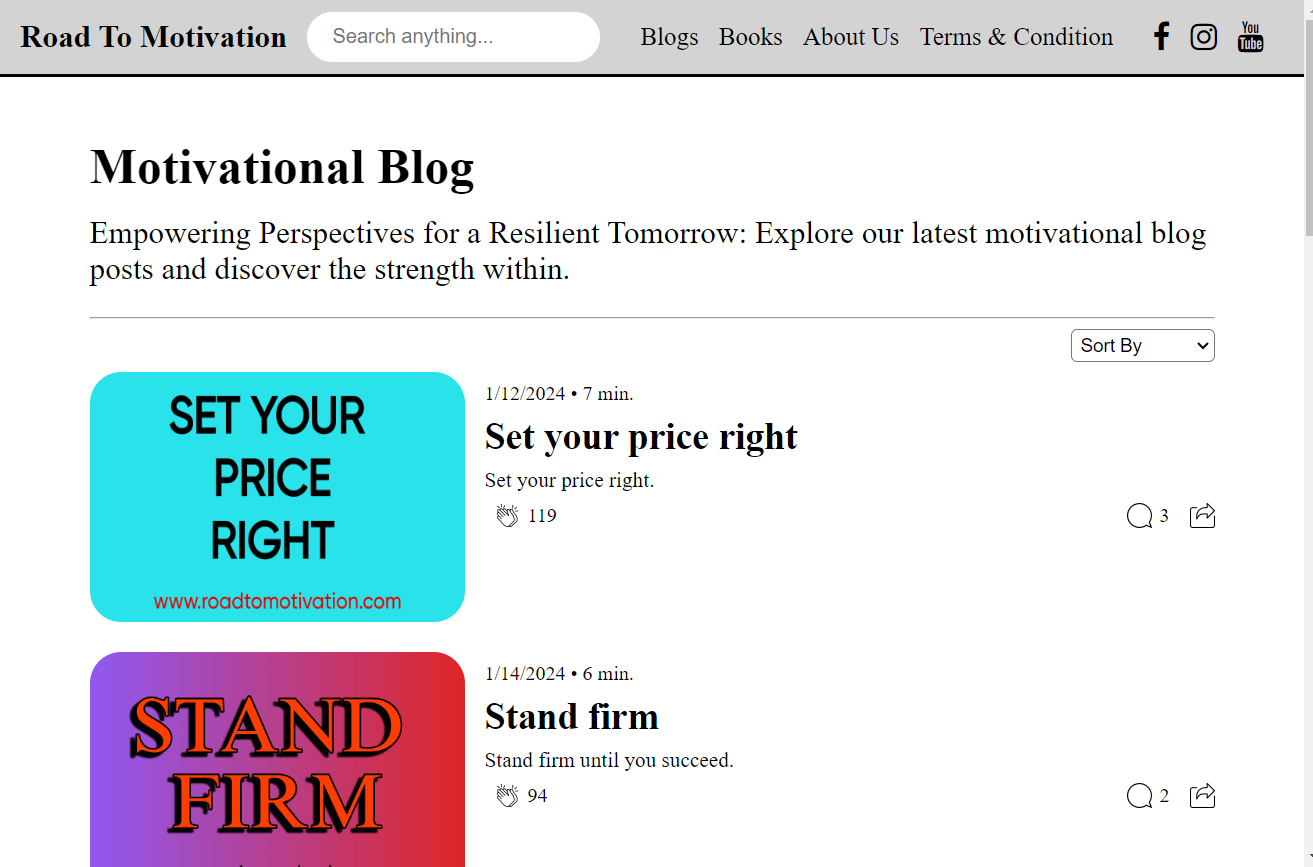 Road To Motivation
Search anything...
Blogs Books About Us Terms & Condition
You
Tube
Motivational Blog
Empowering Perspectives for a Resilient Tomorrow: Explore our latest motivational blog
posts and discover the strength within.
Sort By
SET YOUR
PRICE
RIGHT
www.roadtomotivation.com
1/12/2024 • 7 min.
Set your price right
Set your price right.
119
3
STAND
FIRM
1/14/2024 • 6 min.
Stand firm
Stand firm until you succeed.
94
2